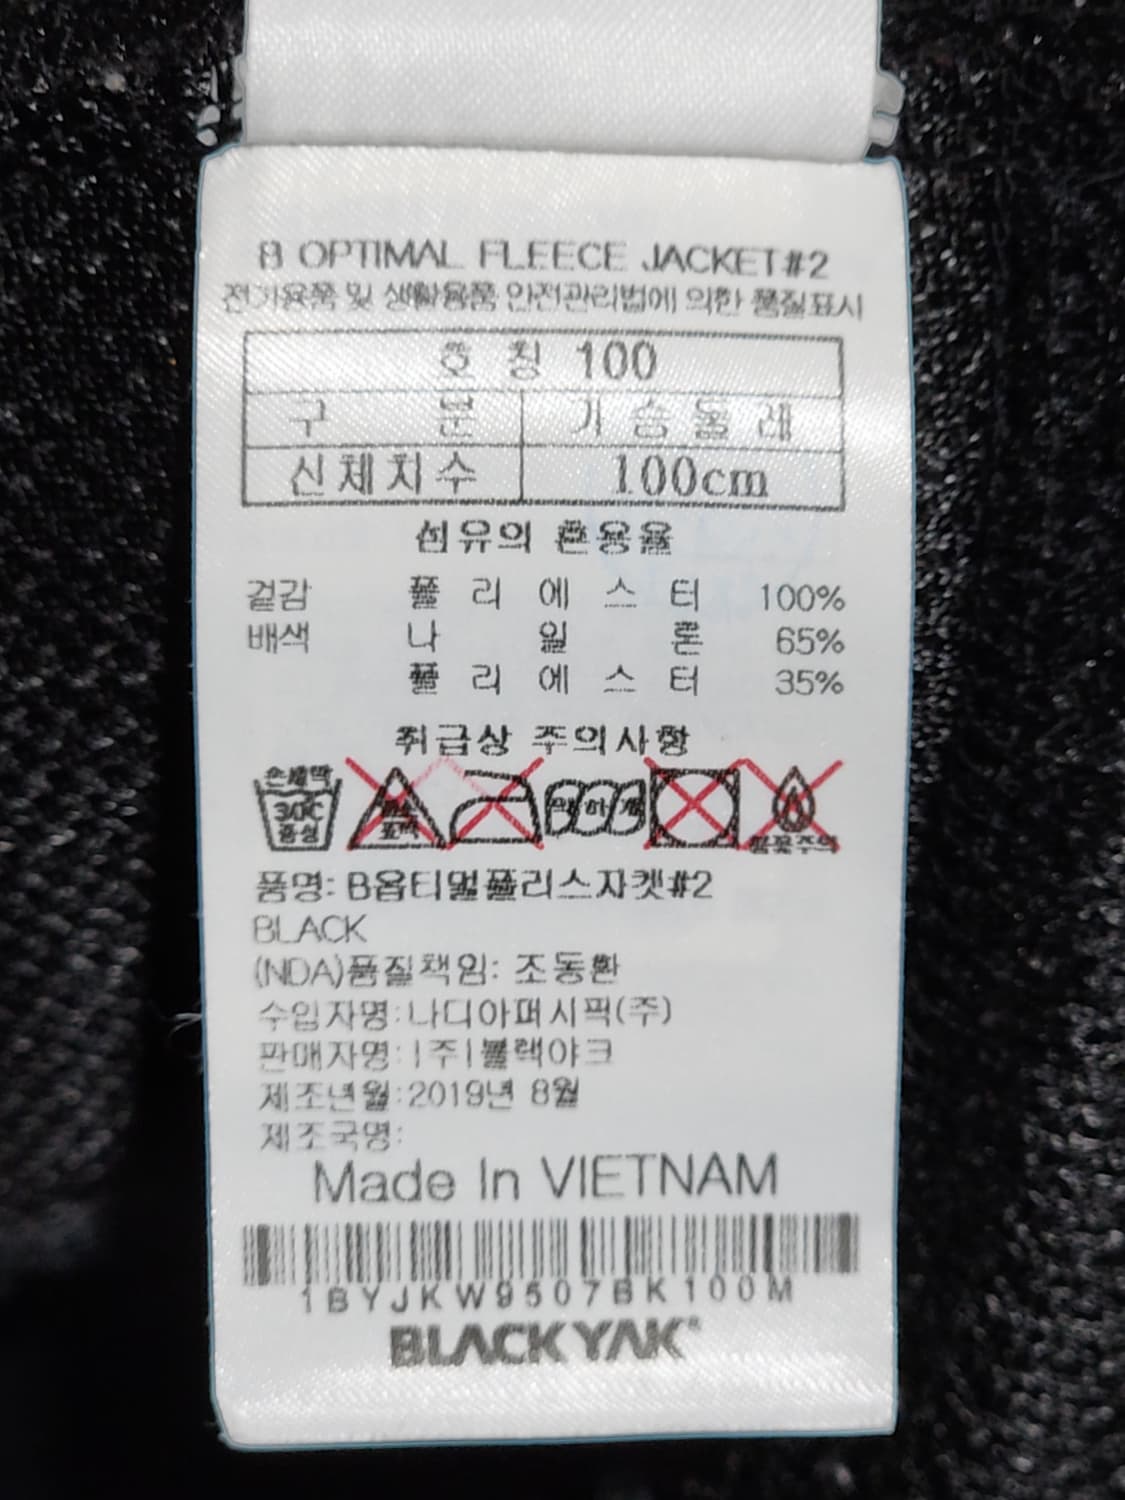 B OPTIMAL FLEECE JACKET#2
전기용품 및 생활용품 안전관리법에 의한 품질표시
호 칭 100
구 분 가 슴 둘 레
신체치수 100cm
섬유의 혼용율
겉감 폴 리 에 스 터 100%
배색 나 일 론 65%
폴 리 에 스 터 35%
취급상 주의사항
손세탁 30℃ 중성 염소 표백 약하게 불꽃주의
품명: B옵티멀플리스자켓#2
BLACK
(NDA)품질책임: 조동환
수입자명:나디아퍼시픽(주)
판매자명:(주)블랙야크
제조년월:2019년 8월
제조국명:
Made In VIETNAM
1BYJKW9507BK100M
BLACKYAK®